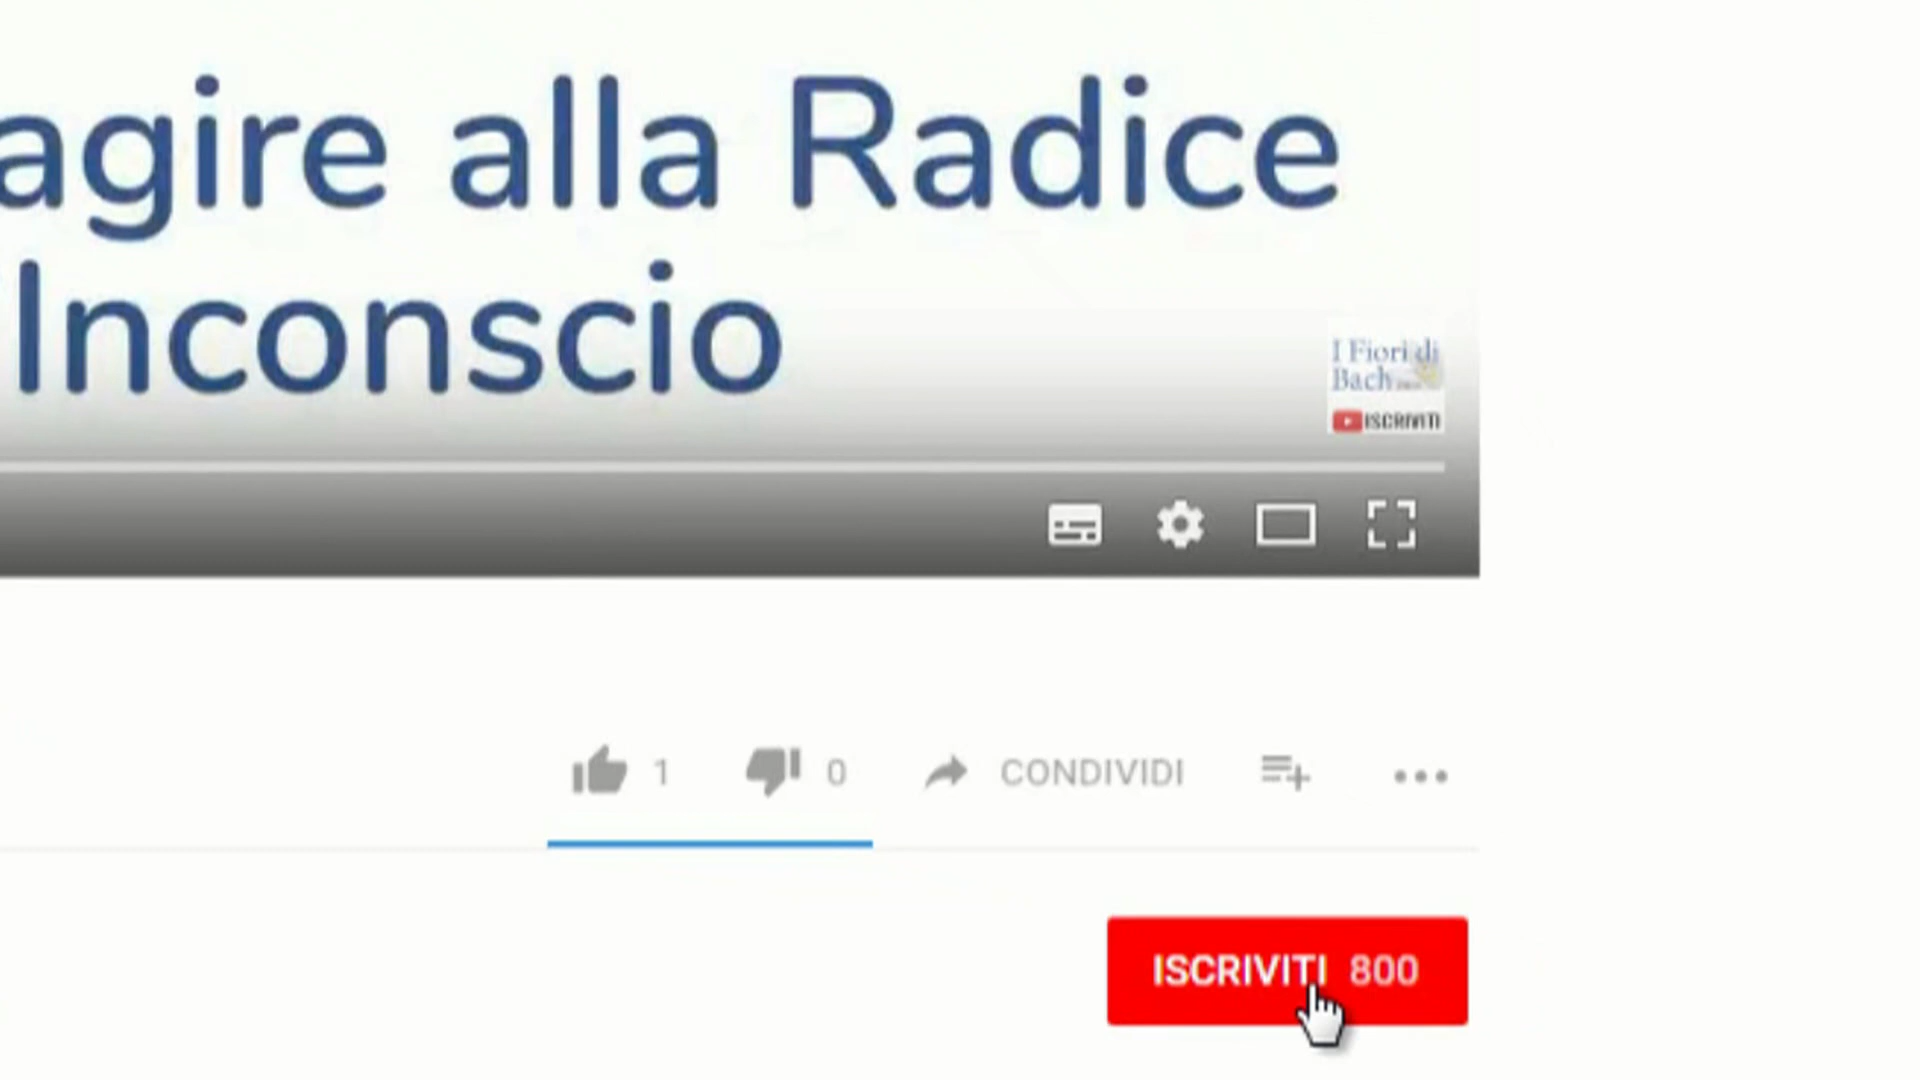 agire alla Radice
Inconscio
I Fiori di
Bach
ISCRIVITI
1 0 CONDIVIDI
ISCRIVITI 800